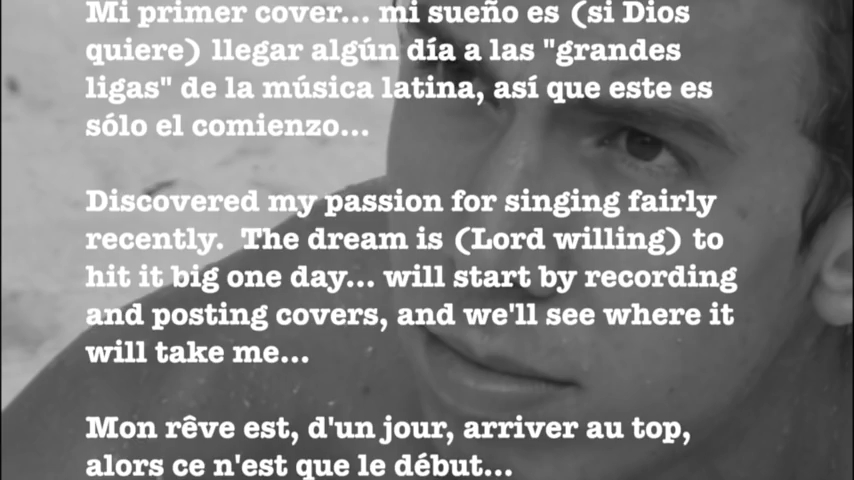 Mi primer cover... mi sueño es (si Dios
quiere) llegar algún día a las "grandes
ligas" de la música latina, así que este es
sólo el comienzo...
Discovered my passion for singing fairly
recently.  The dream is (Lord willing) to
hit it big one day... will start by recording
and posting covers, and we'll see where it
will take me...
Mon rêve est, d'un jour, arriver au top,
alors ce n'est que le début...